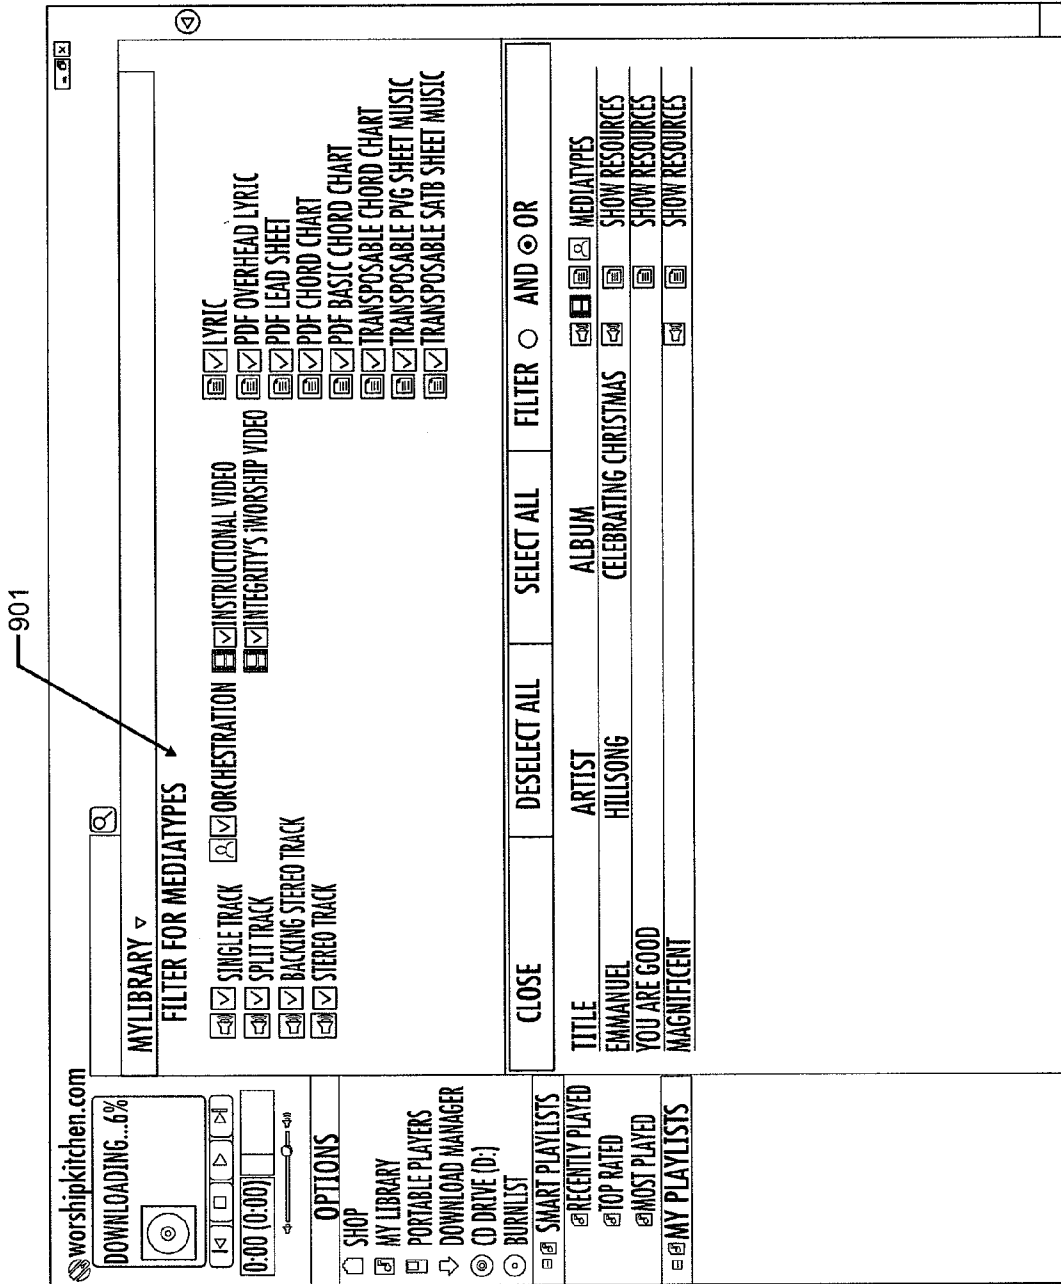 901
worshipkitchen.com
DOWNLOADING...6%
0:00 (0:00)
OPTIONS
SHOP
MY LIBRARY
PORTABLE PLAYERS
DOWNLOAD MANAGER
CD DRIVE (D:)
BURNLIST
SMART PLAYLISTS
RECENTLY PLAYED
TOP RATED
MOST PLAYED
MY PLAYLISTS
MYLIBRARY
FILTER FOR MEDIATYPES
SINGLE TRACK
SPLIT TRACK
BACKING STEREO TRACK
STEREO TRACK
ORCHESTRATION
INSTRUCTIONAL VIDEO
INTEGRITY'S iWORSHIP VIDEO
LYRIC
PDF OVERHEAD LYRIC
PDF LEAD SHEET
PDF CHORD CHART
PDF BASIC CHORD CHART
TRANSPOSABLE CHORD CHART
TRANSPOSABLE PVG SHEET MUSIC
TRANSPOSABLE SATB SHEET MUSIC
CLOSE DESELECT ALL SELECT ALL FILTER AND OR
TITLE ARTIST ALBUM MEDIATYPES
EMMANUEL HILLSONG CELEBRATING CHRISTMAS SHOW RESOURCES
YOU ARE GOOD SHOW RESOURCES
MAGNIFICENT SHOW RESOURCES